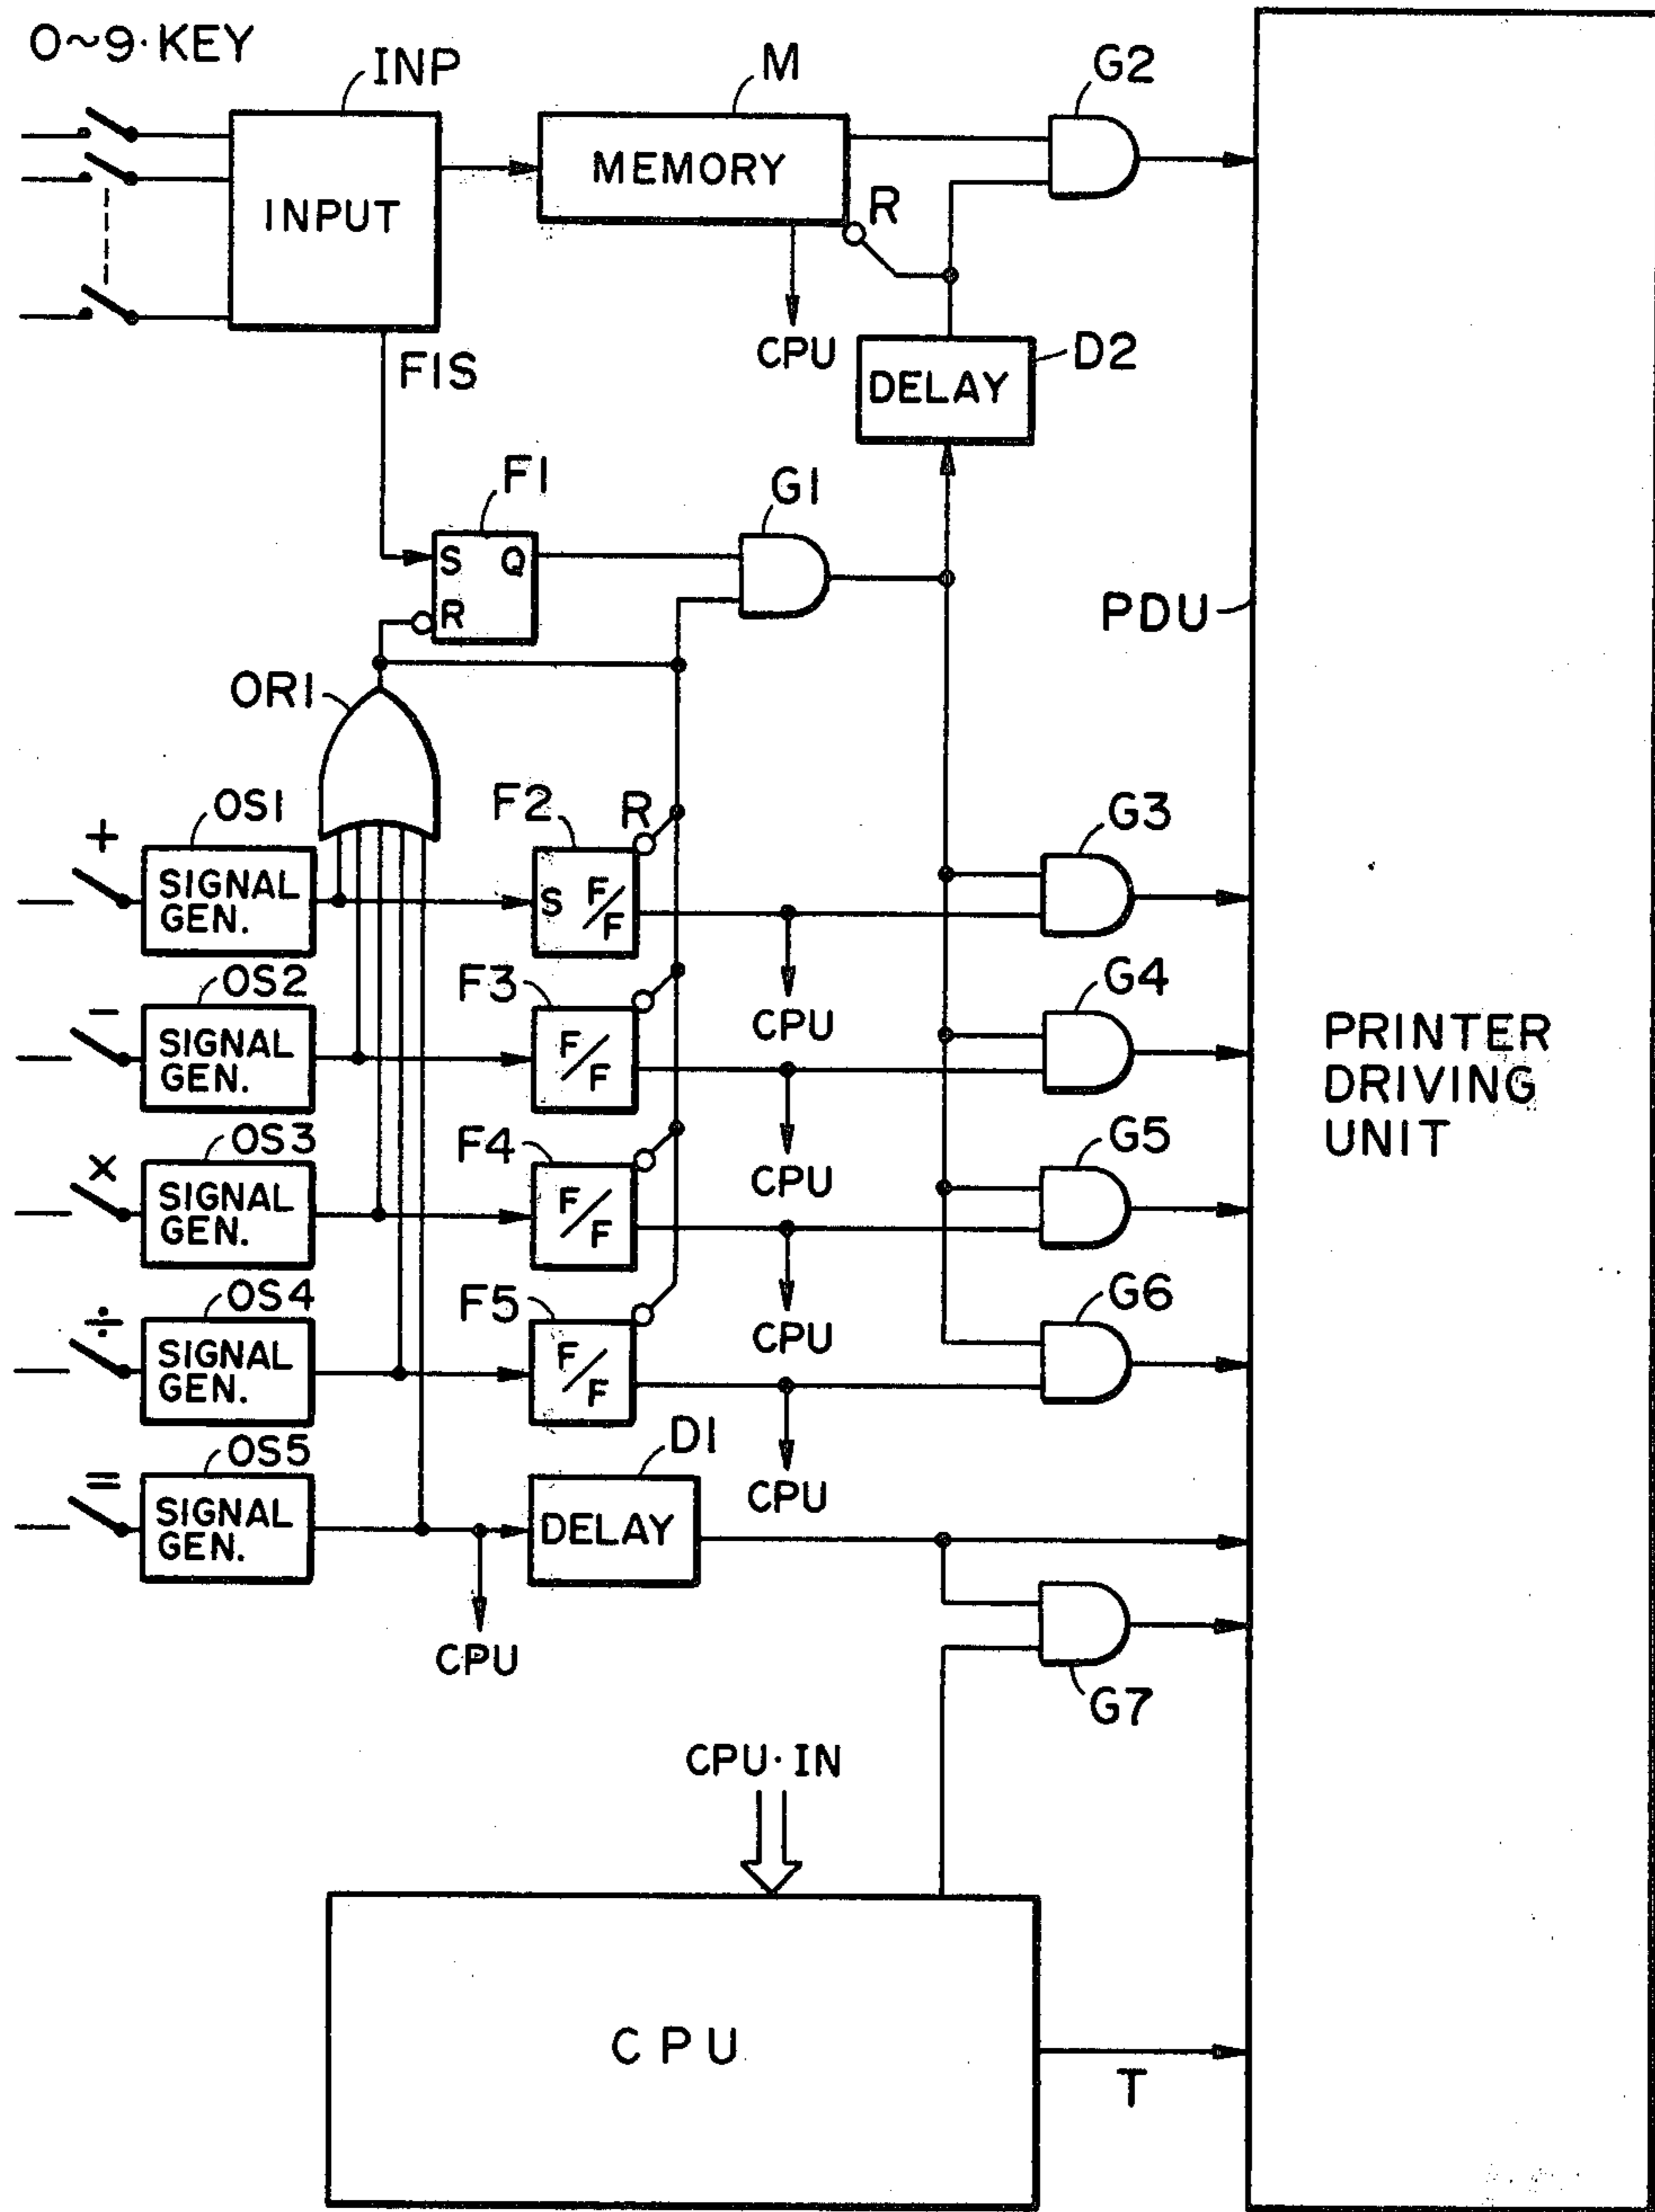 0~9·KEY
INP
M
G2
INPUT
MEMORY
R
CPU
D2
DELAY
FIS
F1
G1
S Q
R
PDU
OR1
+
OS1
SIGNAL
GEN.
F2
R
S F/F
G3
CPU
-
OS2
SIGNAL
GEN.
F3
F/F
G4
CPU
PRINTER
DRIVING
UNIT
×
OS3
SIGNAL
GEN.
F4
F/F
G5
CPU
÷
OS4
SIGNAL
GEN.
F5
F/F
G6
CPU
=
OS5
SIGNAL
GEN.
D1
DELAY
CPU
G7
CPU·IN
CPU
T